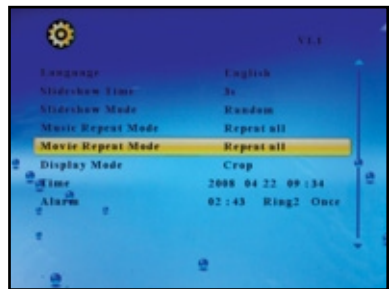 V1.1
Language English
Slideshow Time 3s
Slideshow Mode Random
Music Repeat Mode Repeat all
Movie Repeat Mode Repeat all
Display Mode Crop
Time 2008 04 22 09:34
Alarm 02:43 Ring2 Once